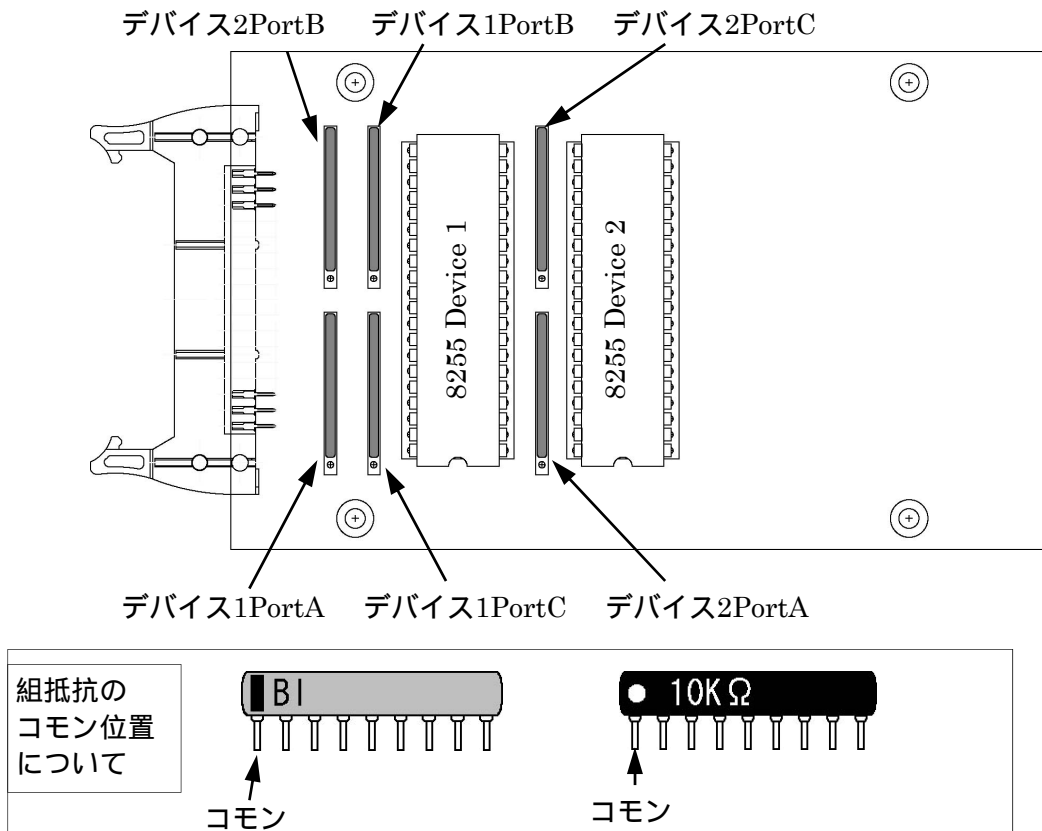 デバイス2PortB デバイス1PortB デバイス2PortC
8255 Device 1
8255 Device 2
デバイス1PortA デバイス1PortC デバイス2PortA
組抵抗の
コモン位置
について
BI
10KΩ
コモン
コモン